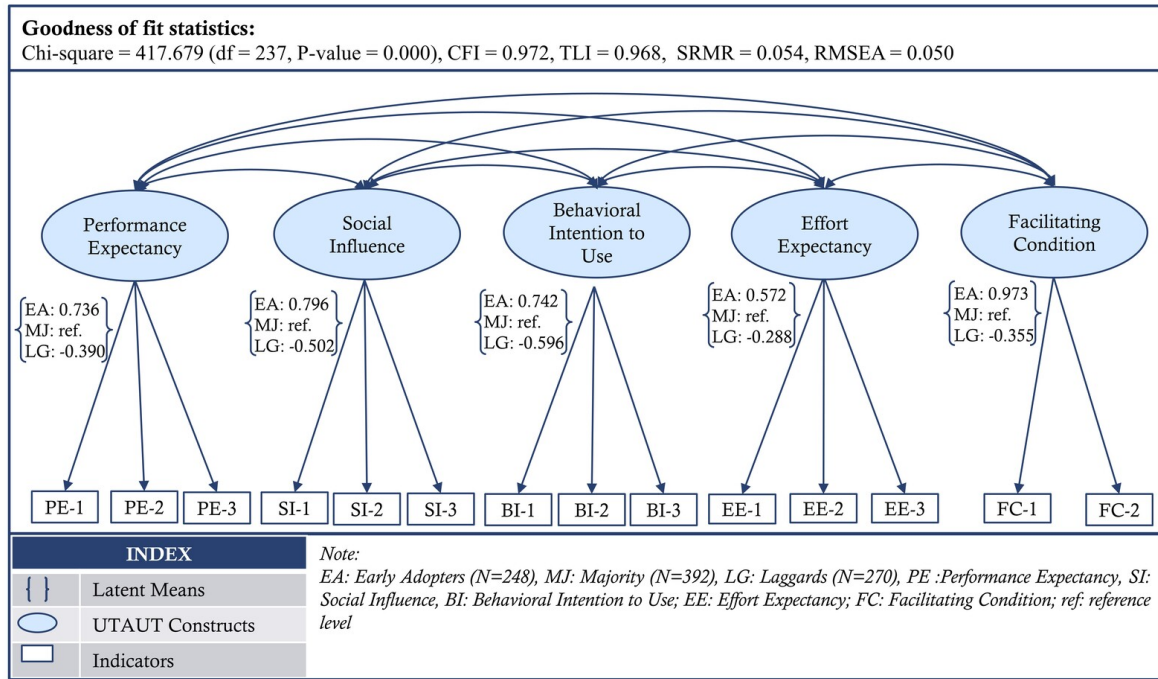 Goodness of fit statistics:
Chi-square = 417.679 (df = 237, P-value = 0.000), CFI = 0.972, TLI = 0.968, SRMR = 0.054, RMSEA = 0.050
Performance
Expectancy
Social
Influence
Behavioral
Intention to
Use
Effort
Expectancy
Facilitating
Condition
EA: 0.736
MJ: ref.
LG: -0.390
EA: 0.796
MJ: ref.
LG: -0.502
EA: 0.742
MJ: ref.
LG: -0.596
EA: 0.572
MJ: ref.
LG: -0.288
EA: 0.973
MJ: ref.
LG: -0.355
PE-1 PE-2 PE-3 SI-1 SI-2 SI-3 BI-1 BI-2 BI-3 EE-1 EE-2 EE-3 FC-1 FC-2
INDEX
{ } Latent Means
UTAUT Constructs
Indicators
Note:
EA: Early Adopters (N=248), MJ: Majority (N=392), LG: Laggards (N=270), PE :Performance Expectancy, SI:
Social Influence, BI: Behavioral Intention to Use; EE: Effort Expectancy; FC: Facilitating Condition; ref: reference
level